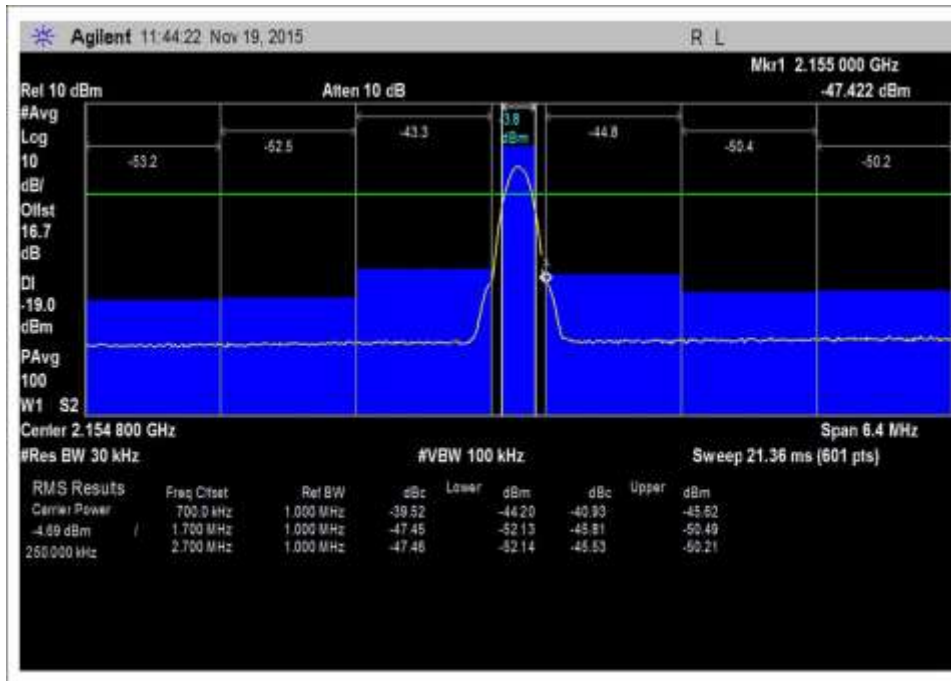 Agilent 11:44:22 Nov 19, 2015 R L
Mkr1 2.155 000 GHz
Ref 10 dBm Atten 10 dB -47.422 dBm
#Avg
Log
10
dB/
Offst
16.7
dB
DI
-19.0
dBm
PAvg
100
W1 S2
-53.2 -52.5 -43.3 -3.8 dBm -44.8 -50.4 -50.2
1
Center 2.154 800 GHz Span 6.4 MHz
#Res BW 30 kHz #VBW 100 kHz Sweep 21.36 ms (601 pts)
RMS Results Freq Offset Ref BW dBc Lower dBm dBc Upper dBm
Carrier Power 700.0 kHz 1.000 MHz -39.52 -44.20 -40.93 -45.62
-4.69 dBm / 1.700 MHz 1.000 MHz -47.45 -52.13 -45.81 -50.49
250.000 kHz 2.700 MHz 1.000 MHz -47.46 -52.14 -45.53 -50.21